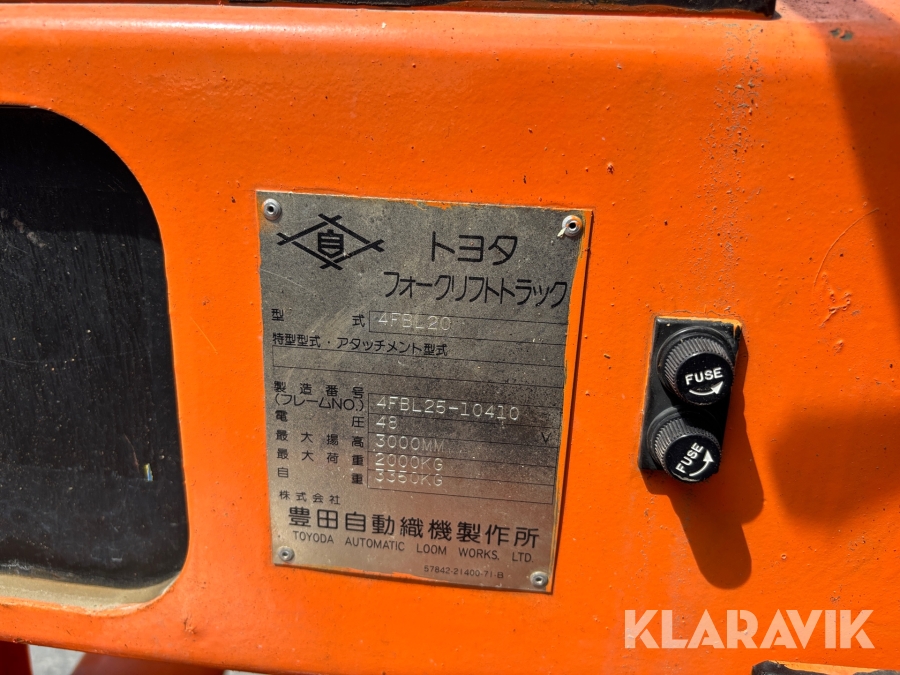 自
トヨタ
フォークリフトトラック
型式 4FBL20
特型型式・アタッチメント型式
製造番号
(フレームNO.) 4FBL25-10410
電圧 48 V
最大揚高 3000MM
最大荷重 2000KG
自重 3350KG
株式会社
豊田自動織機製作所
TOYODA AUTOMATIC LOOM WORKS, LTD.
57842-21400-71-B
FUSE
FUSE
KLARAVIK